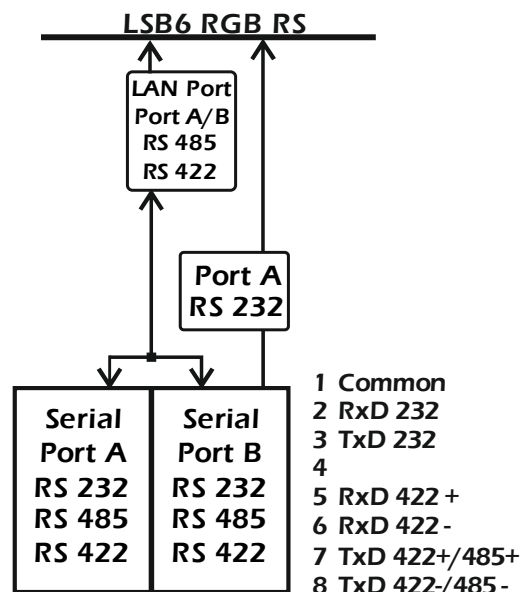 LSB6 RGB RS
LAN Port
Port A/B
RS 485
RS 422
Port A
RS 232
Serial
Port A
RS 232
RS 485
RS 422
Serial
Port B
RS 232
RS 485
RS 422
1 Common
2 RxD 232
3 TxD 232
4
5 RxD 422 +
6 RxD 422 -
7 TxD 422+/485+
8 TxD 422-/485 -